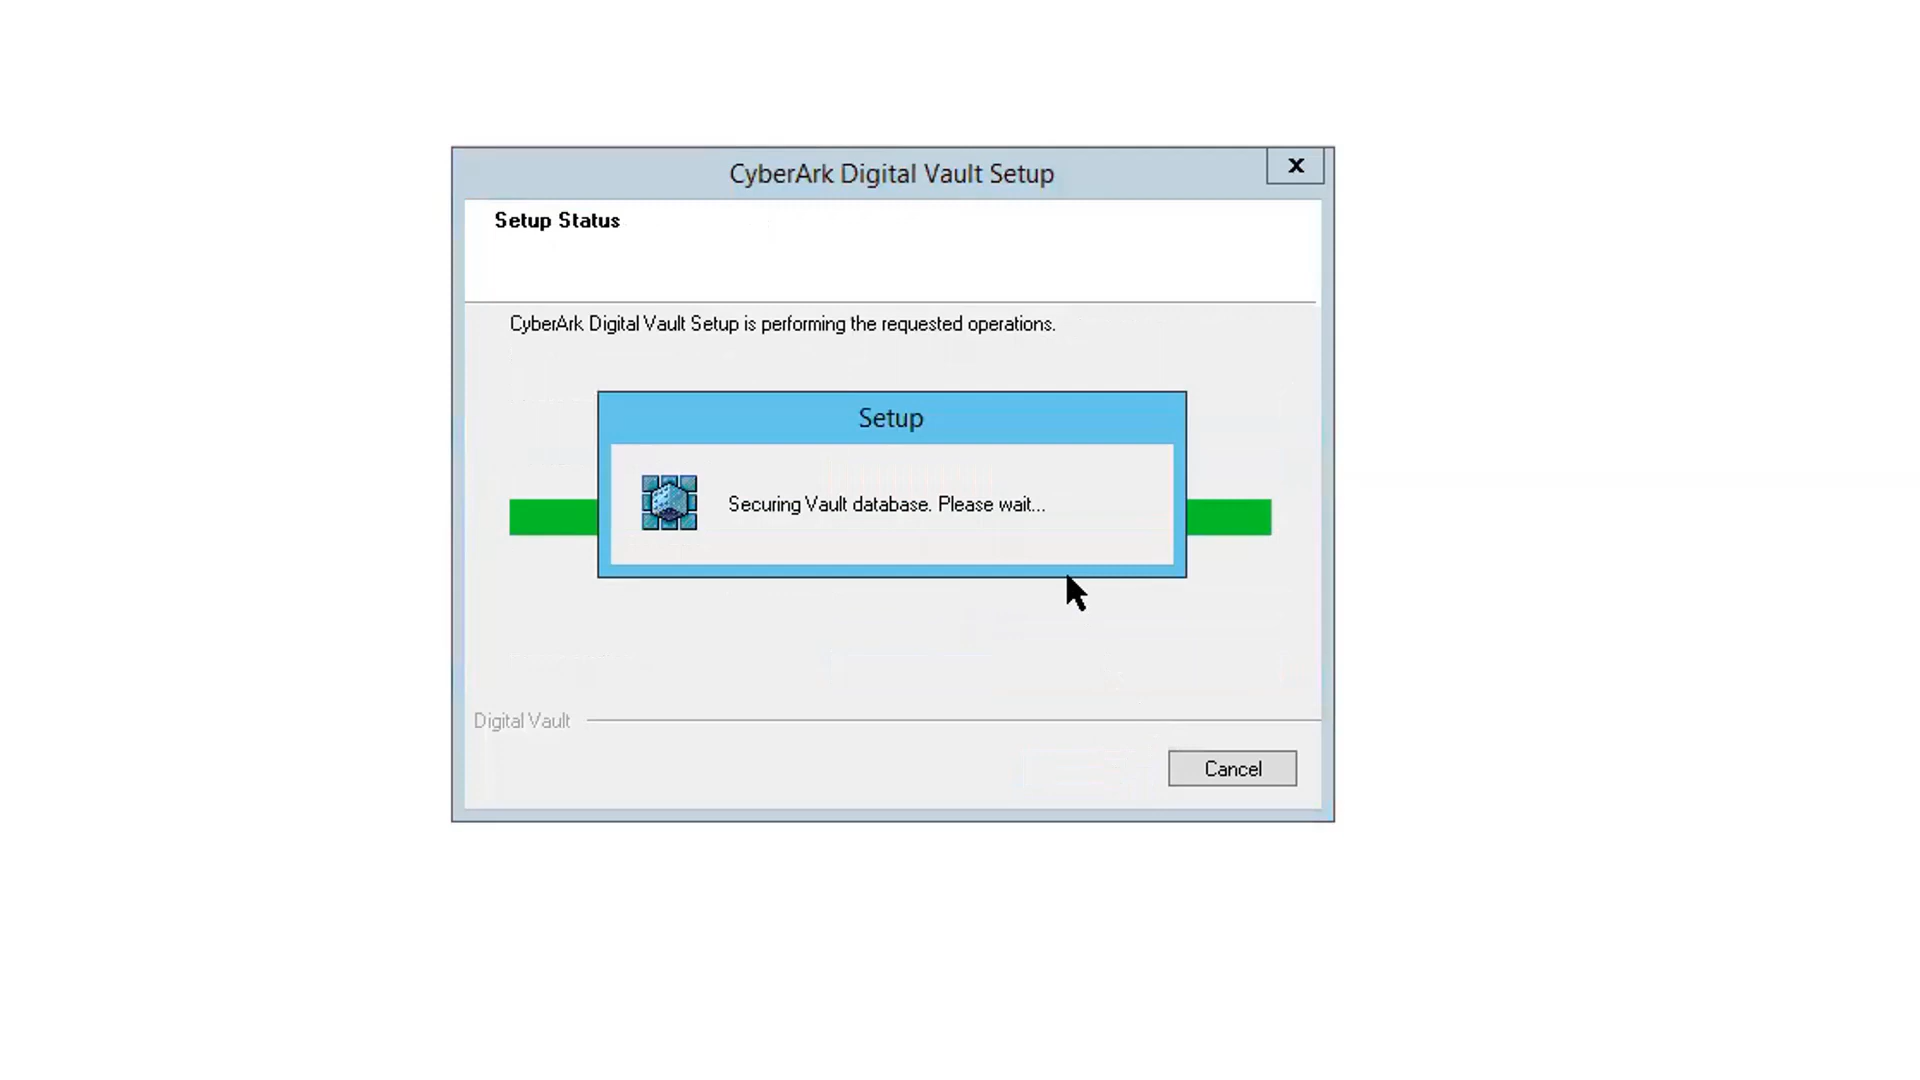 CyberArk Digital Vault Setup
X
Setup Status
CyberArk Digital Vault Setup is performing the requested operations.
Setup
Securing Vault database. Please wait...
Digital Vault
Cancel